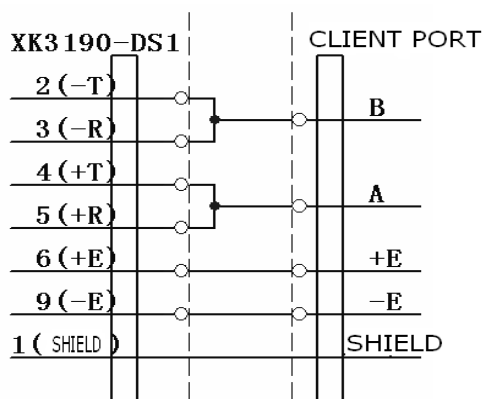 XK3190-DS1 CLIENT PORT
2(-T)
B
3(-R)
4(+T)
A
5(+R)
6(+E) +E
9(-E) -E
1( SHIELD ) SHIELD